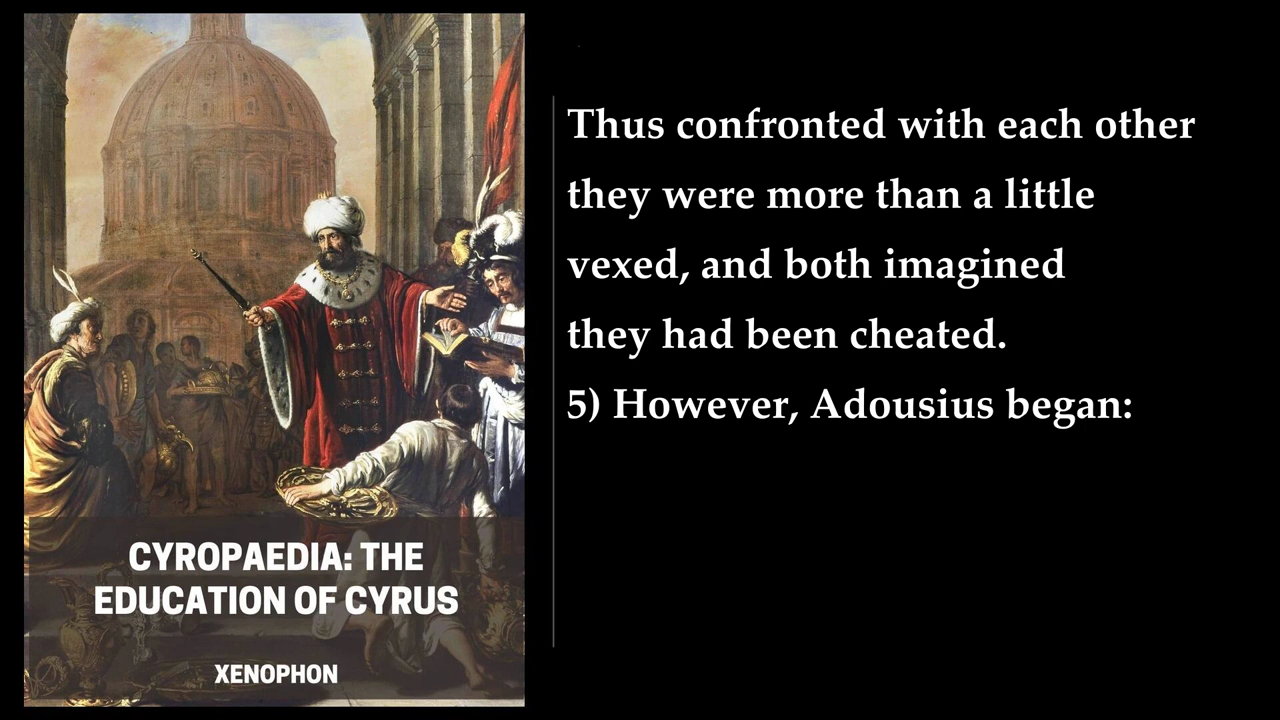 Thus confronted with each other
they were more than a little
vexed, and both imagined
they had been cheated.
5) However, Adousius began:
CYROPAEDIA: THE
EDUCATION OF CYRUS
XENOPHON